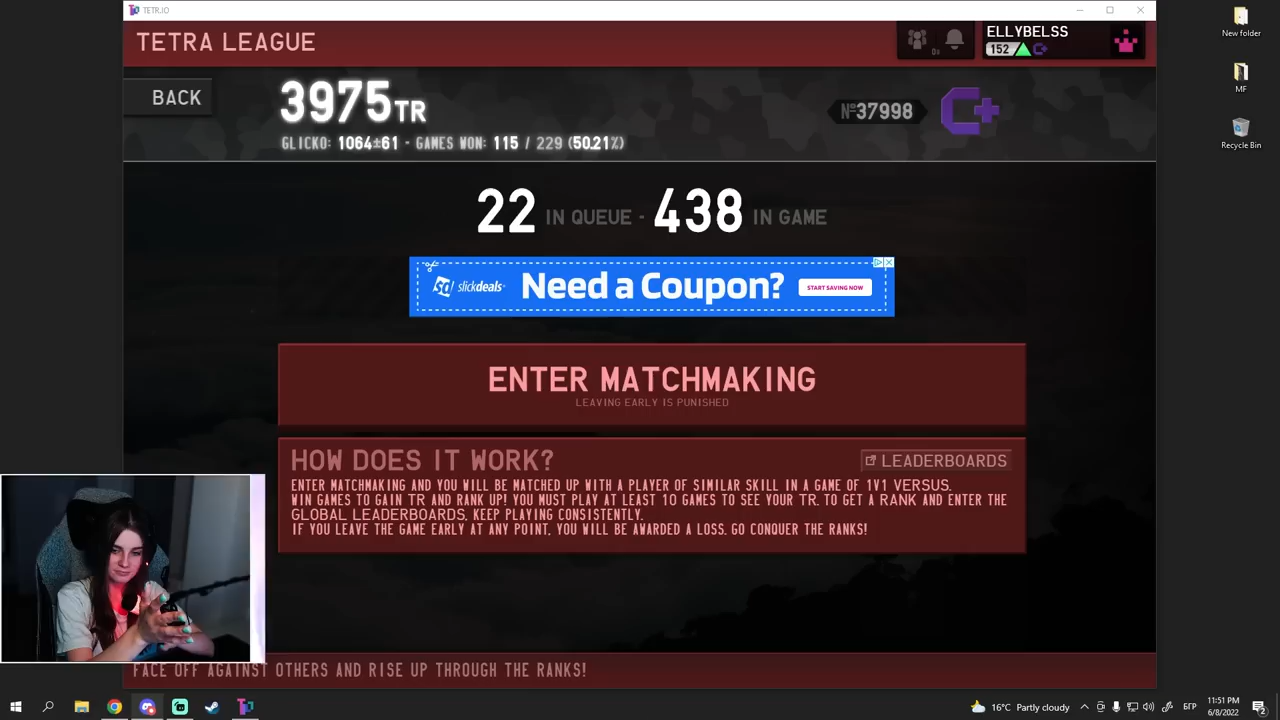 TETR.IO
TETRA LEAGUE
ELLYBELSS
152
BACK
3975TR
GLICKO: 1064±61 - GAMES WON: 115 / 229 (50.21%)
№37998
C+
22 IN QUEUE - 438 IN GAME
slickdeals
Need a Coupon?
START SAVING NOW
ENTER MATCHMAKING
LEAVING EARLY IS PUNISHED
HOW DOES IT WORK?
LEADERBOARDS
ENTER MATCHMAKING AND YOU WILL BE MATCHED UP WITH A PLAYER OF SIMILAR SKILL IN A GAME OF 1V1 VERSUS.
WIN GAMES TO GAIN TR AND RANK UP! YOU MUST PLAY AT LEAST 10 GAMES TO SEE YOUR TR. TO GET A RANK AND ENTER THE
GLOBAL LEADERBOARDS, KEEP PLAYING CONSISTENTLY.
IF YOU LEAVE THE GAME EARLY AT ANY POINT, YOU WILL BE AWARDED A LOSS. GO CONQUER THE RANKS!
FACE OFF AGAINST OTHERS AND RISE UP THROUGH THE RANKS!
New folder
MF
Recycle Bin
16°C Partly cloudy
БГР
11:51 PM
6/8/2022
2